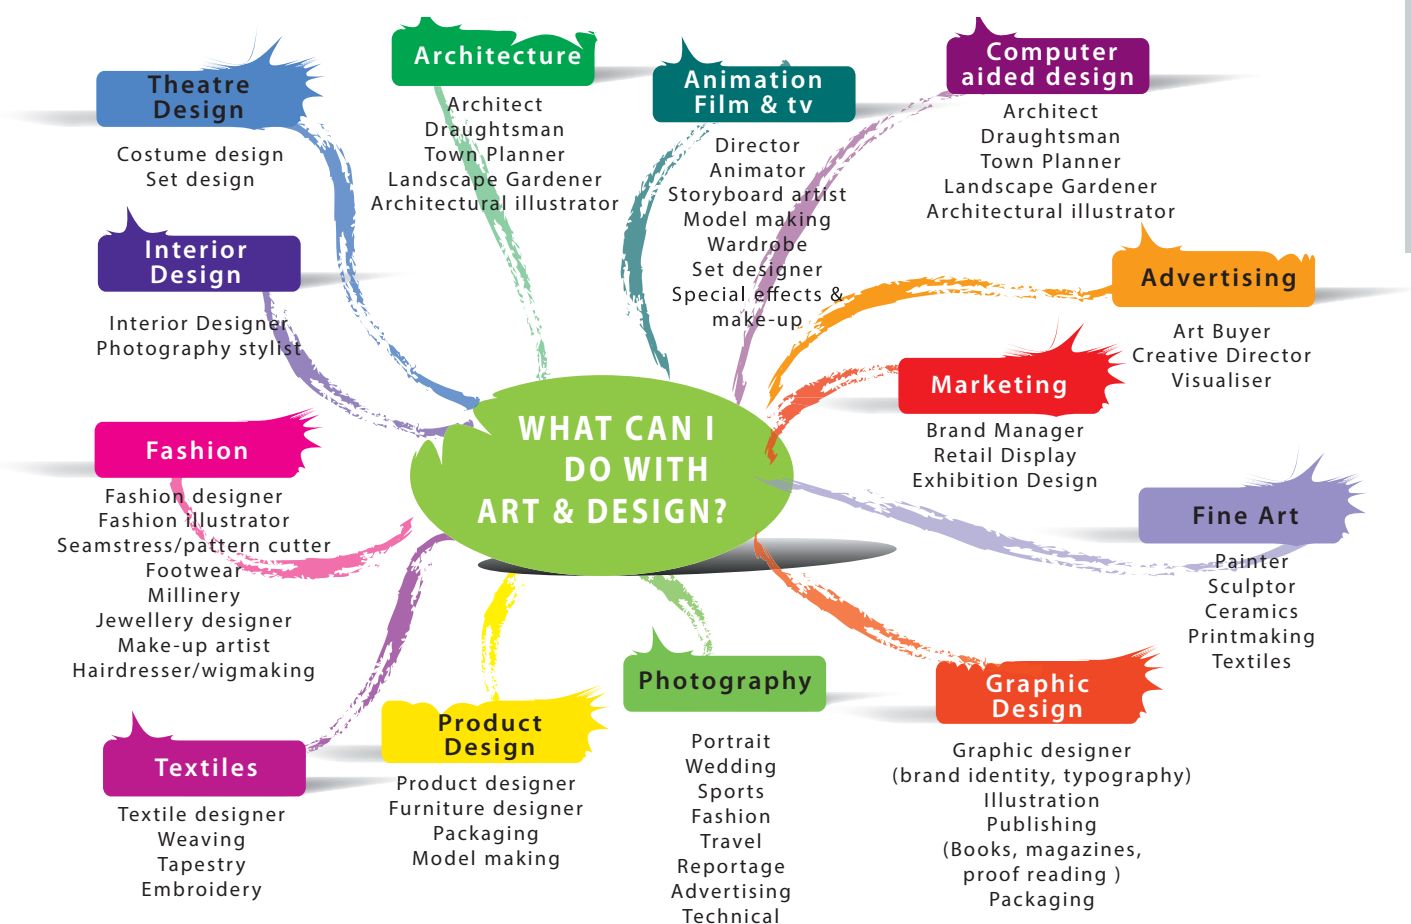 WHAT CAN I
DO WITH
ART & DESIGN?
Theatre
Design
Costume design
Set design
Architecture
Architect
Draughtsman
Town Planner
Landscape Gardener
Architectural illustrator
Animation
Film & tv
Director
Animator
Storyboard artist
Model making
Wardrobe
Set designer
Special effects &
make-up
Computer
aided design
Architect
Draughtsman
Town Planner
Landscape Gardener
Architectural illustrator
Interior
Design
Interior Designer
Photography stylist
Advertising
Art Buyer
Creative Director
Visualiser
Marketing
Brand Manager
Retail Display
Exhibition Design
Fashion
Fashion designer
Fashion illustrator
Seamstress/pattern cutter
Footwear
Millinery
Jewellery designer
Make-up artist
Hairdresser/wigmaking
Fine Art
Painter
Sculptor
Ceramics
Printmaking
Textiles
Textiles
Textile designer
Weaving
Tapestry
Embroidery
Product
Design
Product designer
Furniture designer
Packaging
Model making
Photography
Portrait
Wedding
Sports
Fashion
Travel
Reportage
Advertising
Technical
Graphic
Design
Graphic designer
(brand identity, typography)
Illustration
Publishing
(Books, magazines,
proof reading )
Packaging